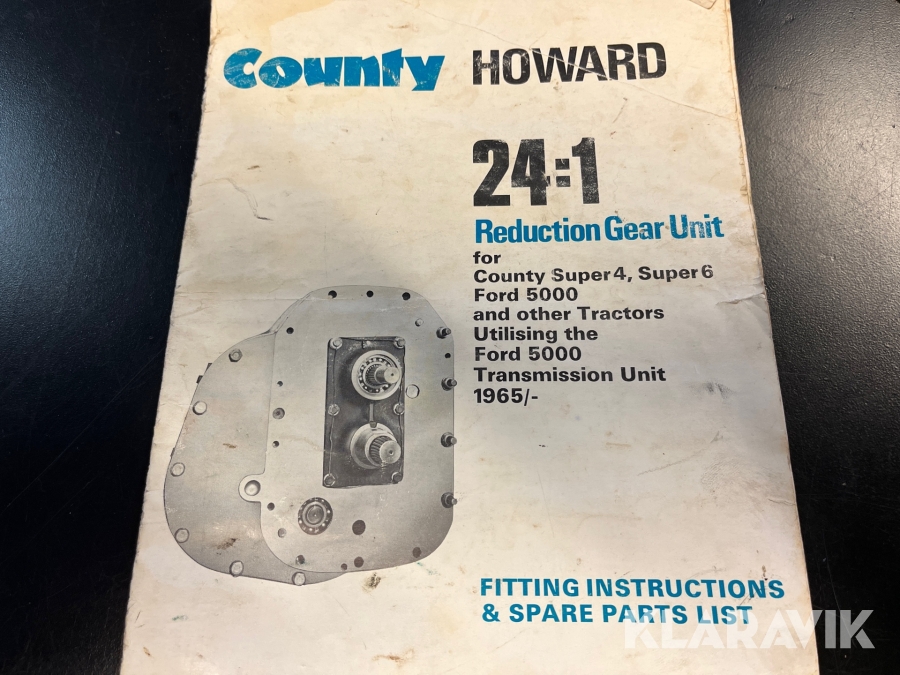 County HOWARD
24:1
Reduction Gear Unit
for
County Super 4, Super 6
Ford 5000
and other Tractors
Utilising the
Ford 5000
Transmission Unit
1965/-
FITTING INSTRUCTIONS
& SPARE PARTS LIST
KLARAVIK